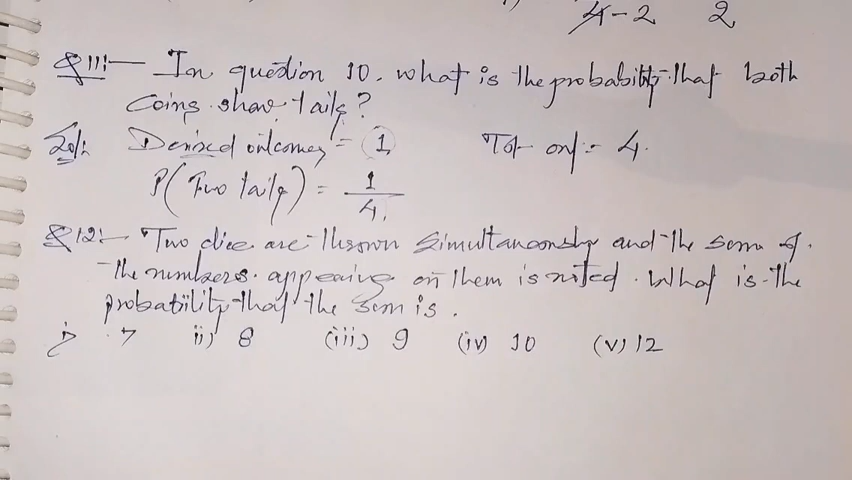 4-2 2
Q11:- In question 10, what is the probability that both
coins show tails?
Sol: Desired outcomes = 1 Tot out = 4.
P(Two tails) = 1/4.
Q12:- Two dice are thrown simultaneously and the sum of
the numbers appearing on them is noted. What is the
probability that the sum is.
i) 7 ii) 8 (iii) 9 (iv) 10 (v) 12